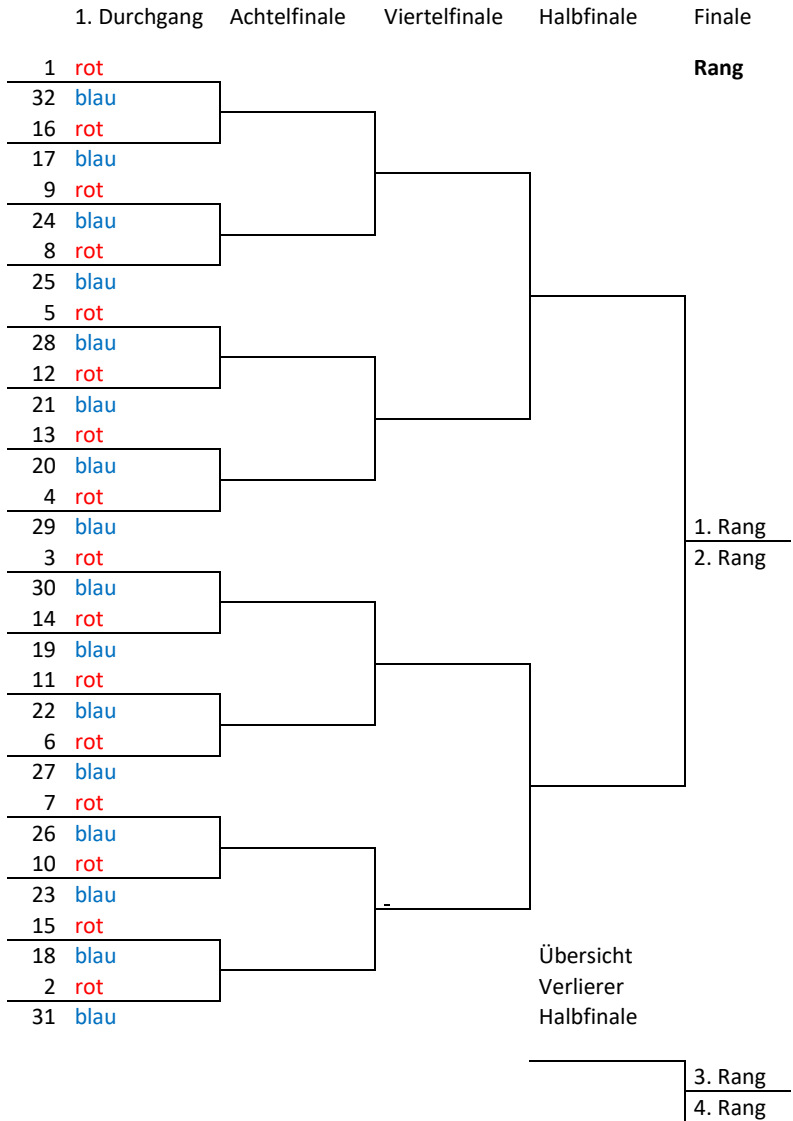 1. Durchgang Achtelfinale Viertelfinale Halbfinale Finale
1 rot Rang
32 blau
16 rot
17 blau
9 rot
24 blau
8 rot
25 blau
5 rot
28 blau
12 rot
21 blau
13 rot
20 blau
4 rot
29 blau 1. Rang
3 rot 2. Rang
30 blau
14 rot
19 blau
11 rot
22 blau
6 rot
27 blau
7 rot
26 blau
10 rot
23 blau -
15 rot
18 blau Übersicht
2 rot Verlierer
31 blau Halbfinale
3. Rang
4. Rang